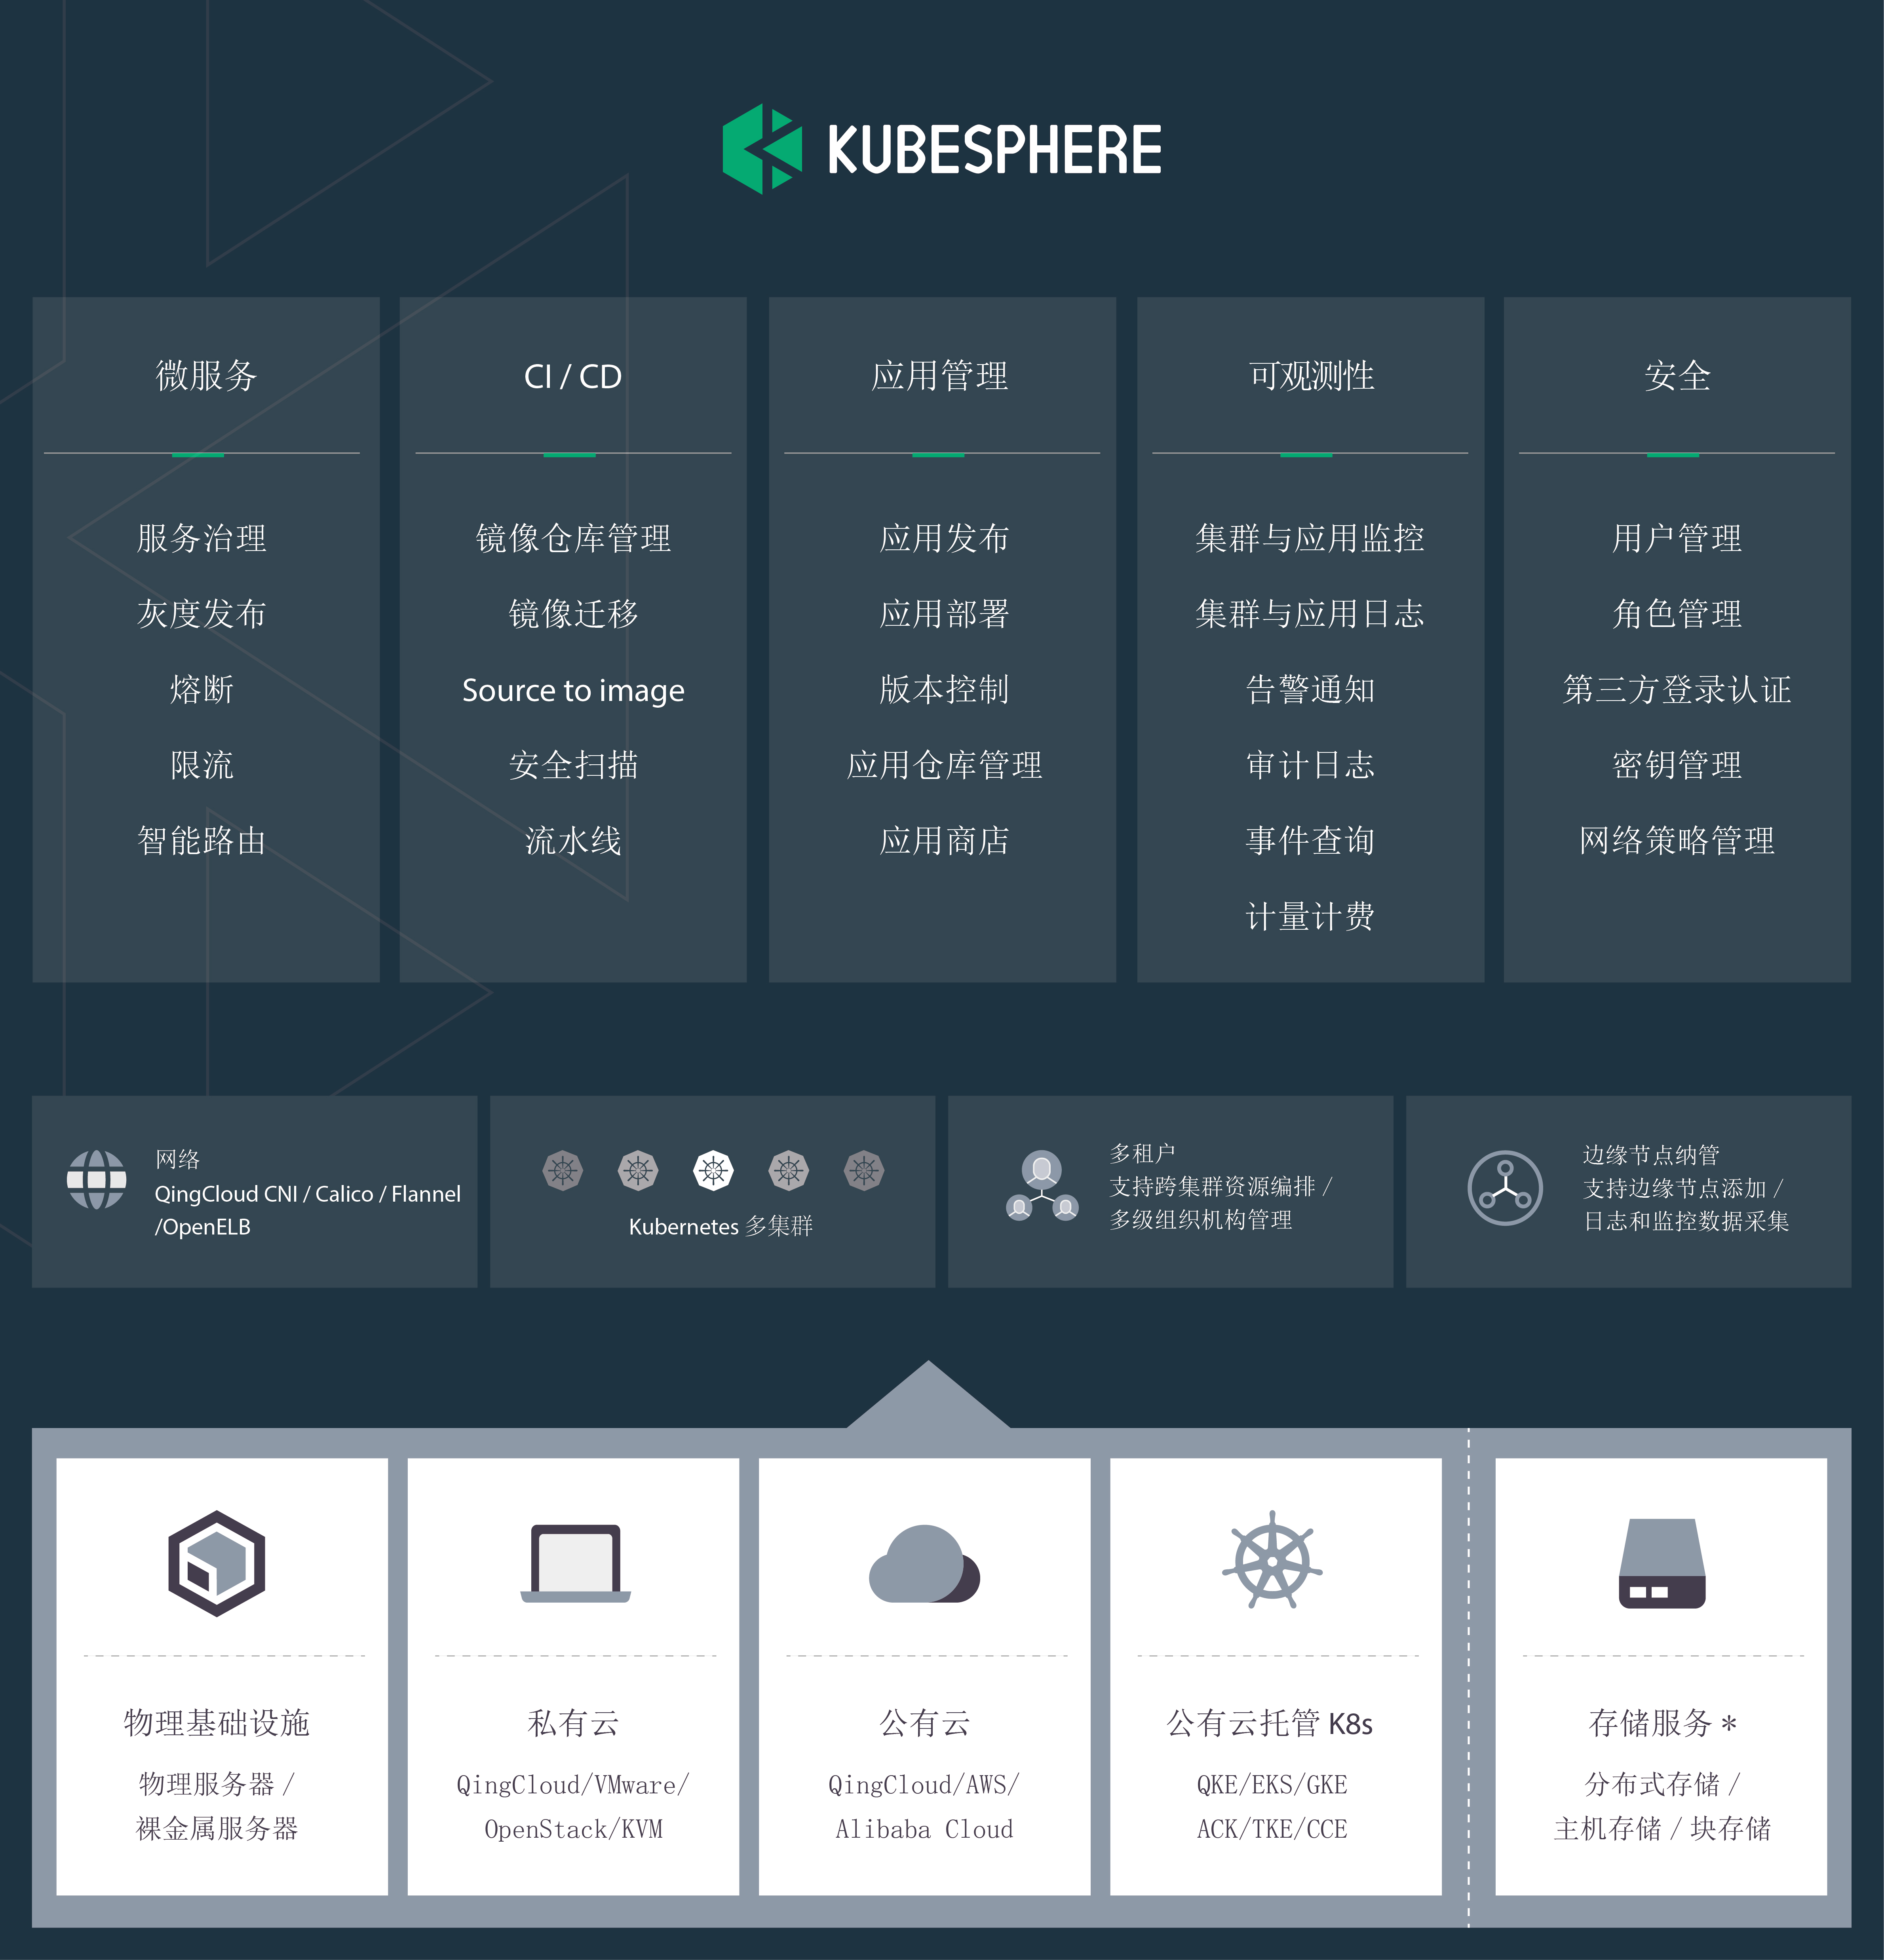 KUBESPHERE
微服务
服务治理
灰度发布
熔断
限流
智能路由
CI / CD
镜像仓库管理
镜像迁移
Source to image
安全扫描
流水线
应用管理
应用发布
应用部署
版本控制
应用仓库管理
应用商店
可观测性
集群与应用监控
集群与应用日志
告警通知
审计日志
事件查询
计量计费
安全
用户管理
角色管理
第三方登录认证
密钥管理
网络策略管理
网络
QingCloud CNI / Calico / Flannel
/OpenELB
Kubernetes 多集群
多租户
支持跨集群资源编排 /
多级组织机构管理
边缘节点纳管
支持边缘节点添加 /
日志和监控数据采集
物理基础设施
物理服务器 /
裸金属服务器
私有云
QingCloud/VMware/
OpenStack/KVM
公有云
QingCloud/AWS/
Alibaba Cloud
公有云托管 K8s
QKE/EKS/GKE
ACK/TKE/CCE
存储服务 *
分布式存储 /
主机存储 / 块存储